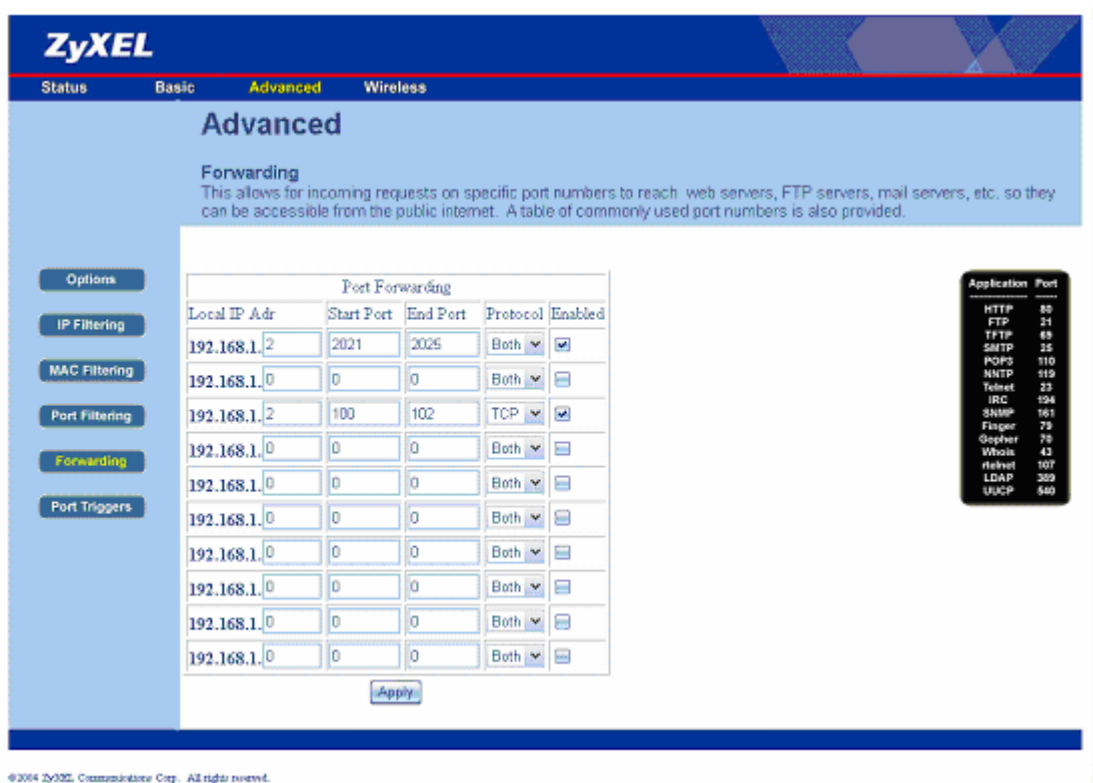 ZyXEL
Status Basic Advanced Wireless
Advanced
Forwarding
This allows for incoming requests on specific port numbers to reach web servers, FTP servers, mail servers, etc. so they
can be accessible from the public internet. A table of commonly used port numbers is also provided.
Options
IP Filtering
MAC Filtering
Port Filtering
Forwarding
Port Triggers
Port Forwarding
Local IP Adr Start Port End Port Protocol Enabled
192.168.1. 2 2021 2025 Both
192.168.1. 0 0 0 Both
192.168.1. 2 100 102 TCP
192.168.1. 0 0 0 Both
192.168.1. 0 0 0 Both
192.168.1. 0 0 0 Both
192.168.1. 0 0 0 Both
192.168.1. 0 0 0 Both
192.168.1. 0 0 0 Both
192.168.1. 0 0 0 Both
Apply
Application Port
HTTP 80
FTP 21
TFTP 69
SMTP 25
POP3 110
NNTP 119
Telnet 23
IRC 194
SNMP 161
Finger 79
Gopher 70
Whois 43
rtelnet 107
LDAP 389
UUCP 540
©2004 ZyXEL Communications Corp. All rights reserved.